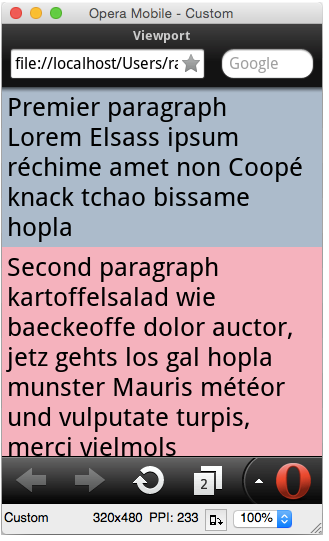 Opera Mobile - Custom
Viewport
file://localhost/Users/ra
Google
Premier paragraph
Lorem Elsass ipsum
réchime amet non Coopé
knack tchao bissame
hopla
Second paragraph
kartoffelsalad wie
baeckeoffe dolor auctor,
jetz gehts los gal hopla
munster Mauris météor
und vulputate turpis,
merci vielmols
2
Custom 320x480 PPI: 233 100%